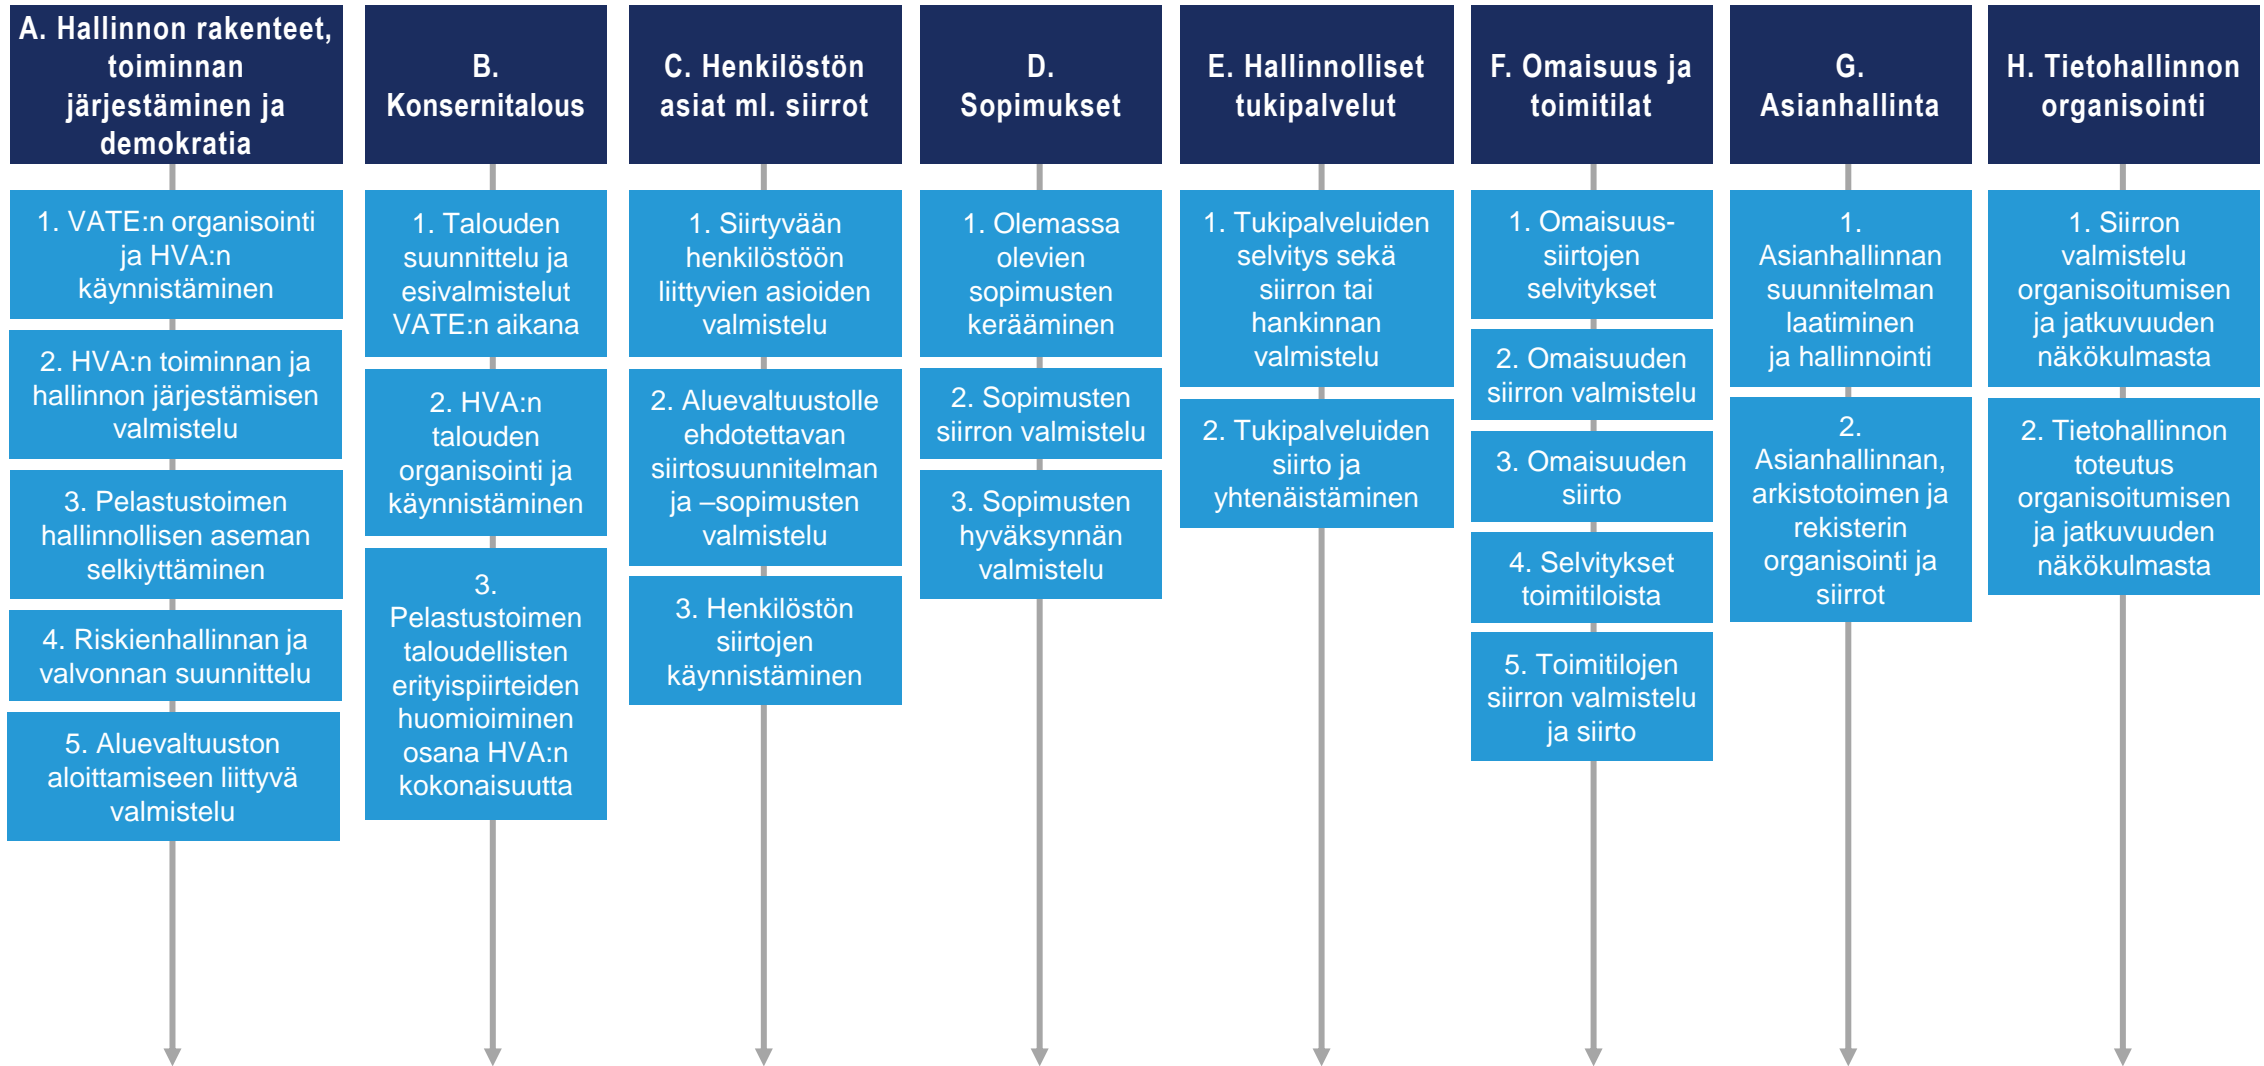 A. Hallinnon rakenteet,
toiminnan
järjestäminen ja
demokratia
1. VATE:n organisointi
ja HVA:n
käynnistäminen
2. HVA:n toiminnan ja
hallinnon järjestämisen
valmistelu
3. Pelastustoimen
hallinnollisen aseman
selkiyttäminen
4. Riskienhallinnan ja
valvonnan suunnittelu
5. Aluevaltuuston
aloittamiseen liittyvä
valmistelu
B.
Konsernitalous
1. Talouden
suunnittelu ja
esivalmistelut
VATE:n aikana
2. HVA:n
talouden
organisointi ja
käynnistäminen
3.
Pelastustoimen
taloudellisten
erityispiirteiden
huomioiminen
osana HVA:n
kokonaisuutta
C. Henkilöstön
asiat ml. siirrot
1. Siirtyvään
henkilöstöön
liittyvien asioiden
valmistelu
2. Aluevaltuustolle
ehdotettavan
siirtosuunnitelman
ja –sopimusten
valmistelu
3. Henkilöstön
siirtojen
käynnistäminen
D.
Sopimukset
1. Olemassa
olevien
sopimusten
kerääminen
2. Sopimusten
siirron valmistelu
3. Sopimusten
hyväksynnän
valmistelu
E. Hallinnolliset
tukipalvelut
1. Tukipalveluiden
selvitys sekä
siirron tai
hankinnan
valmistelu
2. Tukipalveluiden
siirto ja
yhtenäistäminen
F. Omaisuus ja
toimitilat
1. Omaisuus-
siirtojen
selvitykset
2. Omaisuuden
siirron valmistelu
3. Omaisuuden
siirto
4. Selvitykset
toimitiloista
5. Toimitilojen
siirron valmistelu
ja siirto
G.
Asianhallinta
1.
Asianhallinnan
suunnitelman
laatiminen
ja hallinnointi
2.
Asianhallinnan,
arkistotoimen ja
rekisterin
organisointi ja
siirrot
H. Tietohallinnon
organisointi
1. Siirron
valmistelu
organisoitumisen
ja jatkuvuuden
näkökulmasta
2. Tietohallinnon
toteutus
organisoitumisen
ja jatkuvuuden
näkökulmasta